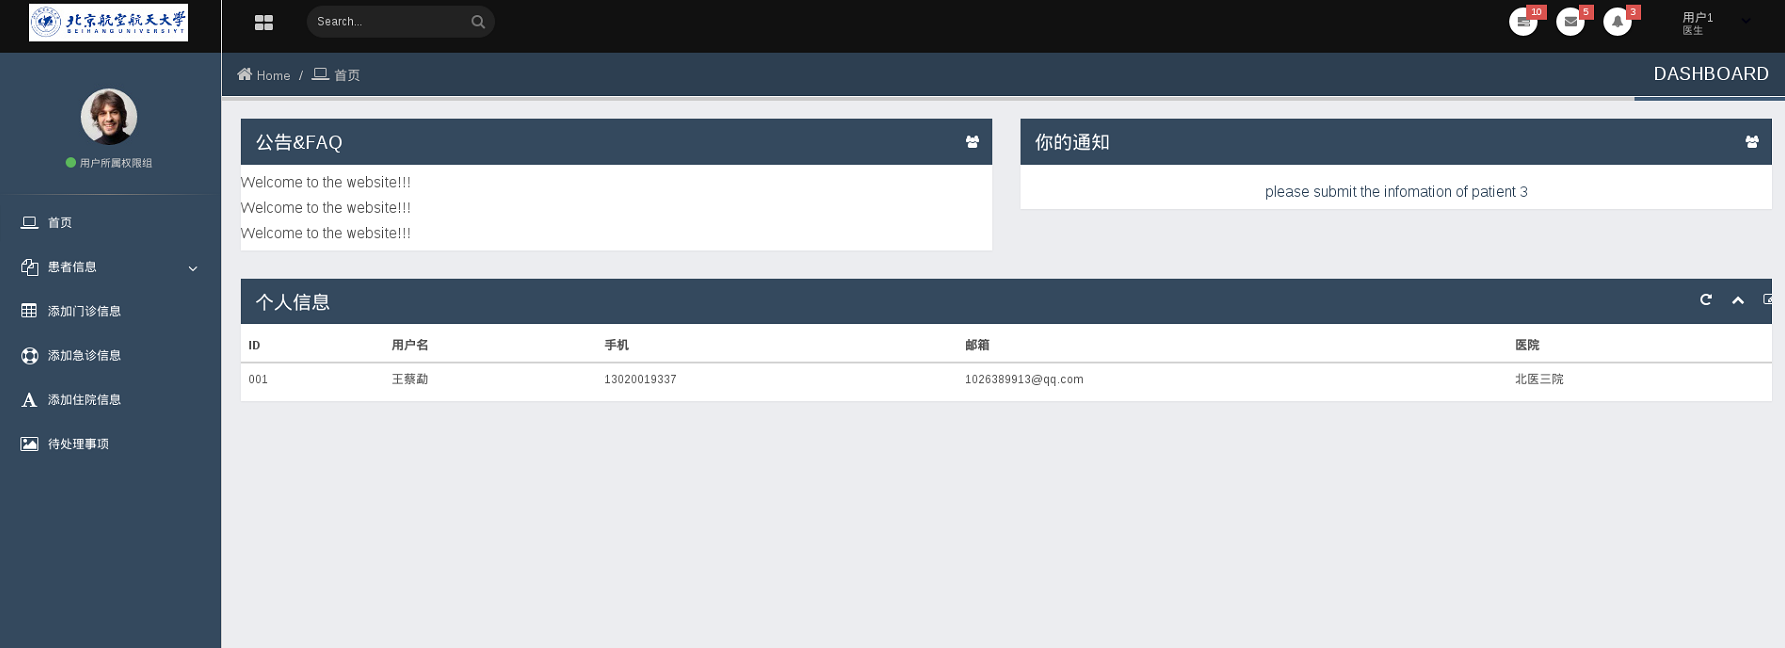 北京航空航天大学
BEIHANG UNIVERSIYT
Search...
10
5
3
用户1
医生
Home / 首页
DASHBOARD
用户所属权限组
首页
患者信息
添加门诊信息
添加急诊信息
添加住院信息
待处理事项
公告&FAQ
Welcome to the website!!!
Welcome to the website!!!
Welcome to the website!!!
你的通知
please submit the infomation of patient 3
个人信息
ID 用户名 手机 邮箱 医院
001 王蔡勐 13020019337 1026389913@qq.com 北医三院